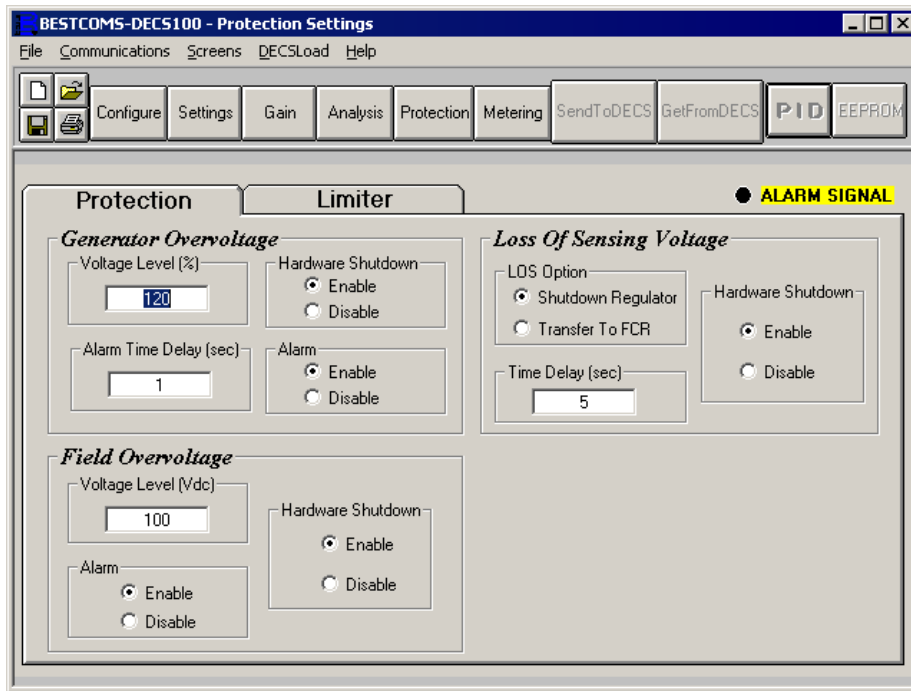 BESTCOMS-DECS100 - Protection Settings
File Communications Screens DECSLoad Help
Configure Settings Gain Analysis Protection Metering SendToDECS GetFromDECS PID EEPROM
Protection Limiter
ALARM SIGNAL
Generator Overvoltage
Voltage Level (%)
120
Hardware Shutdown
Enable
Disable
Alarm Time Delay (sec)
1
Alarm
Enable
Disable
Loss Of Sensing Voltage
LOS Option
Shutdown Regulator
Transfer To FCR
Time Delay (sec)
5
Hardware Shutdown
Enable
Disable
Field Overvoltage
Voltage Level (Vdc)
100
Alarm
Enable
Disable
Hardware Shutdown
Enable
Disable